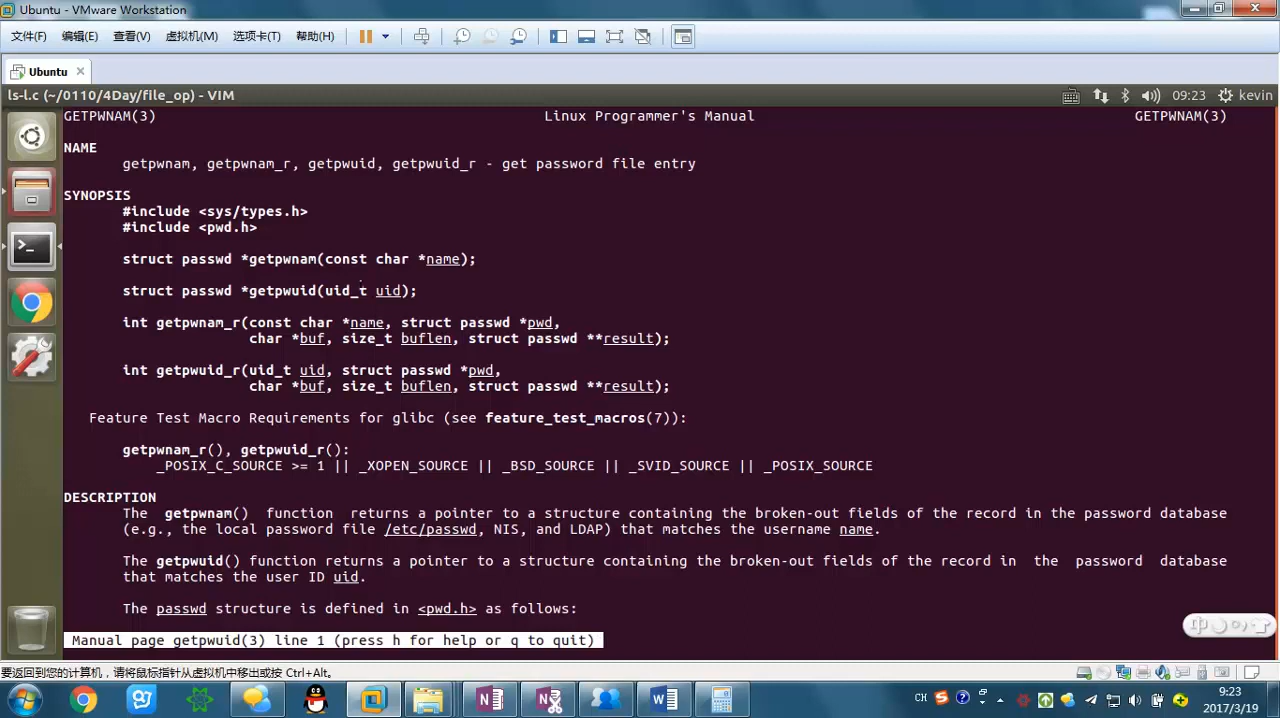 Ubuntu - VMware Workstation
文件(F) 编辑(E) 查看(V) 虚拟机(M) 选项卡(T) 帮助(H)
Ubuntu
ls-l.c (~/0110/4Day/file_op) - VIM 09:23 kevin
GETPWNAM(3) Linux Programmer's Manual GETPWNAM(3)
NAME
getpwnam, getpwnam_r, getpwuid, getpwuid_r - get password file entry
SYNOPSIS
#include <sys/types.h>
#include <pwd.h>
struct passwd *getpwnam(const char *name);
struct passwd *getpwuid(uid_t uid);
int getpwnam_r(const char *name, struct passwd *pwd,
char *buf, size_t buflen, struct passwd **result);
int getpwuid_r(uid_t uid, struct passwd *pwd,
char *buf, size_t buflen, struct passwd **result);
Feature Test Macro Requirements for glibc (see feature_test_macros(7)):
getpwnam_r(), getpwuid_r():
_POSIX_C_SOURCE >= 1 || _XOPEN_SOURCE || _BSD_SOURCE || _SVID_SOURCE || _POSIX_SOURCE
DESCRIPTION
The getpwnam() function returns a pointer to a structure containing the broken-out fields of the record in the password database
(e.g., the local password file /etc/passwd, NIS, and LDAP) that matches the username name.
The getpwuid() function returns a pointer to a structure containing the broken-out fields of the record in the password database
that matches the user ID uid.
The passwd structure is defined in <pwd.h> as follows:
中
Manual page getpwuid(3) line 1 (press h for help or q to quit)
要返回到您的计算机，请将鼠标指针从虚拟机中移出或按 Ctrl+Alt。
CH 9:23
2017/3/19